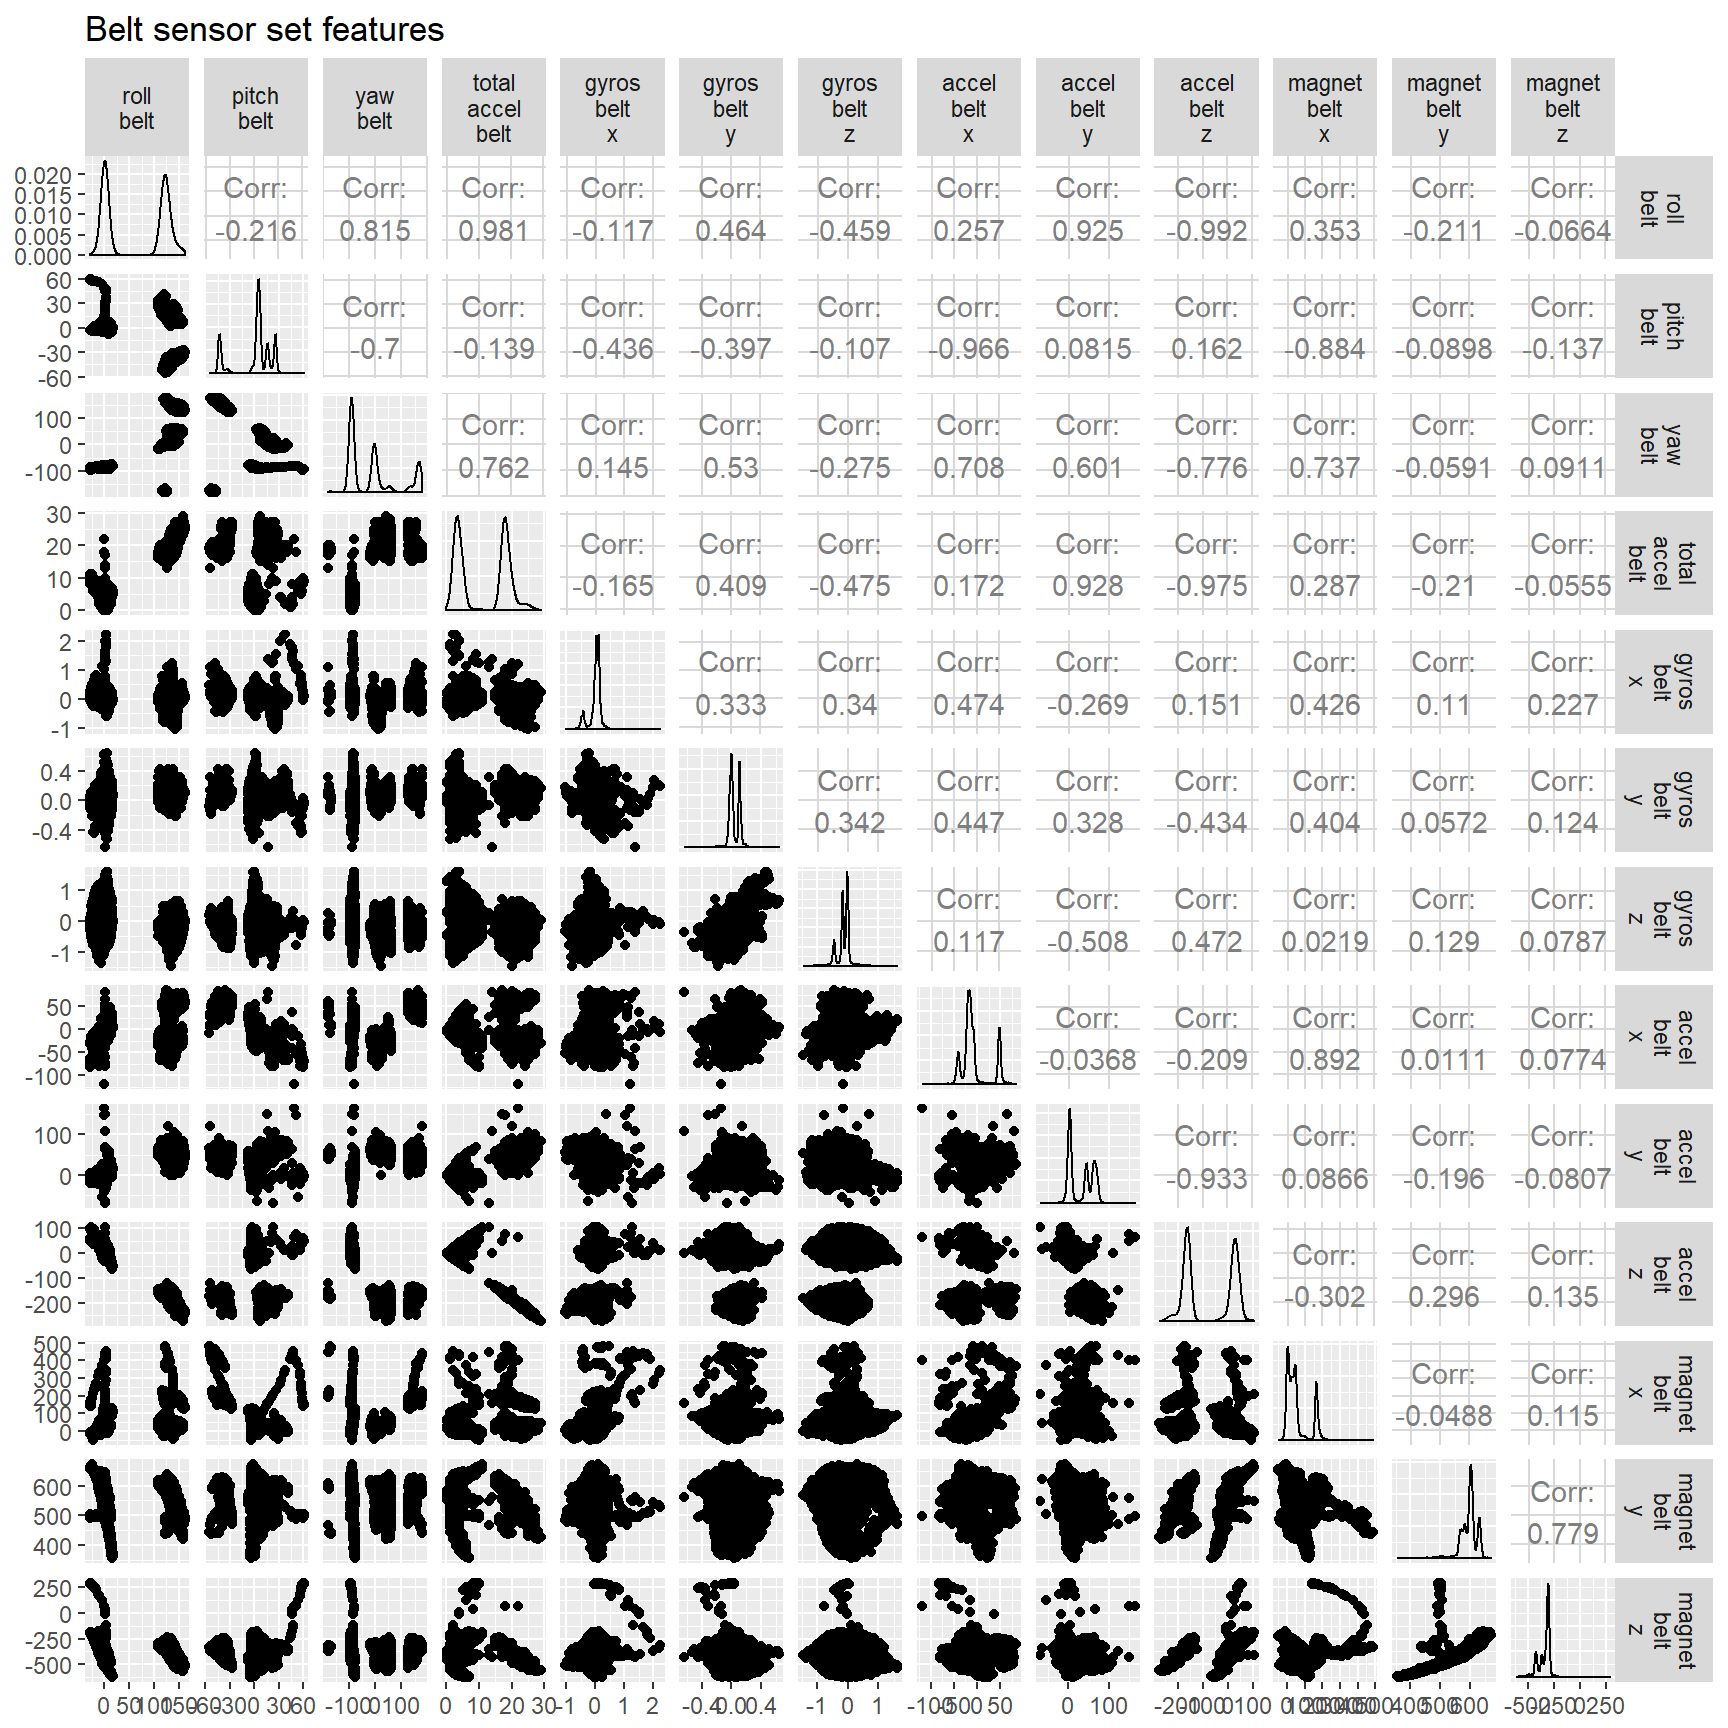 Belt sensor set features
roll belt
pitch belt
yaw belt
total accel belt
gyros belt x
gyros belt y
gyros belt z
accel belt x
accel belt y
accel belt z
magnet belt x
magnet belt y
magnet belt z
0.020
0.015
0.010
0.005
0.000
Corr: -0.216
Corr: 0.815
Corr: 0.981
Corr: -0.117
Corr: 0.464
Corr: -0.459
Corr: 0.257
Corr: 0.925
Corr: -0.992
Corr: 0.353
Corr: -0.211
Corr: -0.0664
roll belt
60
30
0
-30
-60
Corr: -0.7
Corr: -0.139
Corr: -0.436
Corr: -0.397
Corr: -0.107
Corr: -0.966
Corr: 0.0815
Corr: 0.162
Corr: -0.884
Corr: -0.0898
Corr: -0.137
pitch belt
100
0
-100
Corr: 0.762
Corr: 0.145
Corr: 0.53
Corr: -0.275
Corr: 0.708
Corr: 0.601
Corr: -0.776
Corr: 0.737
Corr: -0.0591
Corr: 0.0911
yaw belt
30
20
10
0
Corr: -0.165
Corr: 0.409
Corr: -0.475
Corr: 0.172
Corr: 0.928
Corr: -0.975
Corr: 0.287
Corr: -0.21
Corr: -0.0555
total accel belt
2
1
0
-1
Corr: 0.333
Corr: 0.34
Corr: 0.474
Corr: -0.269
Corr: 0.151
Corr: 0.426
Corr: 0.11
Corr: 0.227
gyros belt x
0.4
0.0
-0.4
Corr: 0.342
Corr: 0.447
Corr: 0.328
Corr: -0.434
Corr: 0.404
Corr: 0.0572
Corr: 0.124
gyros belt y
1
0
-1
Corr: 0.117
Corr: -0.508
Corr: 0.472
Corr: 0.0219
Corr: 0.129
Corr: 0.0787
gyros belt z
50
0
-50
-100
Corr: -0.0368
Corr: -0.209
Corr: 0.892
Corr: 0.0111
Corr: 0.0774
accel belt x
100
0
Corr: -0.933
Corr: 0.0866
Corr: -0.196
Corr: -0.0807
accel belt y
100
0
-100
-200
Corr: -0.302
Corr: 0.296
Corr: 0.135
accel belt z
500
400
300
200
100
0
Corr: -0.0488
Corr: 0.115
magnet belt x
600
500
400
Corr: 0.779
magnet belt y
250
0
-250
-500
magnet belt z
0 50 100 150
-60 -30 0 30 60
-100 0 100
0 10 20 30
-1 0 1 2
-0.4 0.0 0.4
-1 0 1
-100 -50 0 50
0 100
-200 -100 0 100
0 100 200 300 400 500
400 500 600
-500 -250 0 250